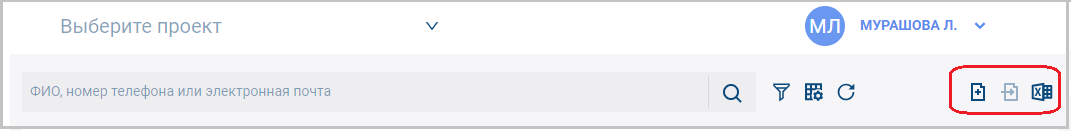 Выберите проект
МЛ МУРАШОВА Л.
ФИО, номер телефона или электронная почта